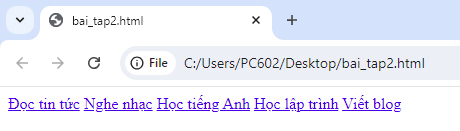 bai_tap2.html
File C:/Users/PC602/Desktop/bai_tap2.html
Đọc tin tức Nghe nhạc Học tiếng Anh Học lập trình Viết blog